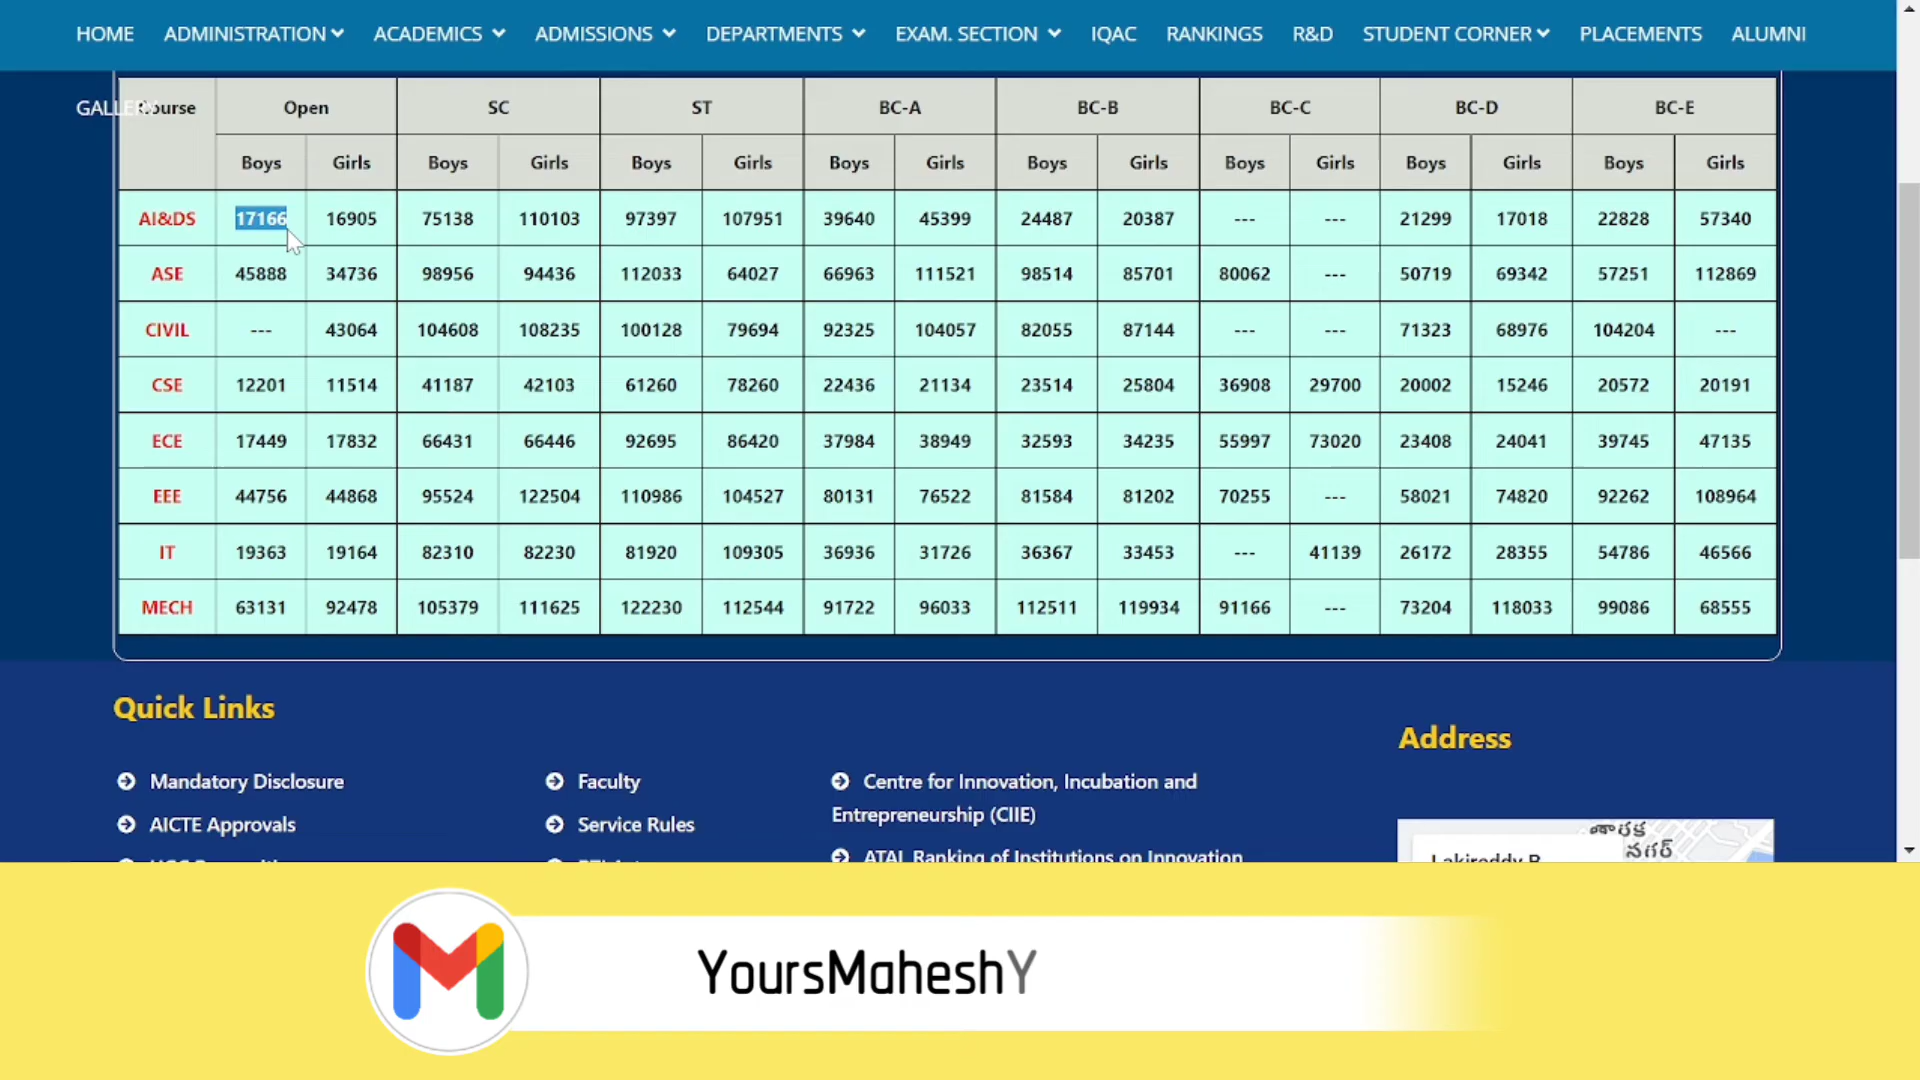 HOME ADMINISTRATION ACADEMICS ADMISSIONS DEPARTMENTS EXAM. SECTION IQAC RANKINGS R&D STUDENT CORNER PLACEMENTS ALUMNI
GALLERY Course Open SC ST BC-A BC-B BC-C BC-D BC-E
Boys Girls Boys Girls Boys Girls Boys Girls Boys Girls Boys Girls Boys Girls Boys Girls
AI&DS 17166 16905 75138 110103 97397 107951 39640 45399 24487 20387 --- --- 21299 17018 22828 57340
ASE 45888 34736 98956 94436 112033 64027 66963 111521 98514 85701 80062 --- 50719 69342 57251 112869
CIVIL --- 43064 104608 108235 100128 79694 92325 104057 82055 87144 --- --- 71323 68976 104204 ---
CSE 12201 11514 41187 42103 61260 78260 22436 21134 23514 25804 36908 29700 20002 15246 20572 20191
ECE 17449 17832 66431 66446 92695 86420 37984 38949 32593 34235 55997 73020 23408 24041 39745 47135
EEE 44756 44868 95524 122504 110986 104527 80131 76522 81584 81202 70255 --- 58021 74820 92262 108964
IT 19363 19164 82310 82230 81920 109305 36936 31726 36367 33453 --- 41139 26172 28355 54786 46566
MECH 63131 92478 105379 111625 122230 112544 91722 96033 112511 119934 91166 --- 73204 118033 99086 68555
Quick Links
Address
Mandatory Disclosure Faculty Centre for Innovation, Incubation and
Entrepreneurship (CIIE)
AICTE Approvals Service Rules
ATAL Ranking of Institutions on Innovation
తారక
నగర్
Lakireddy B
YoursMaheshY